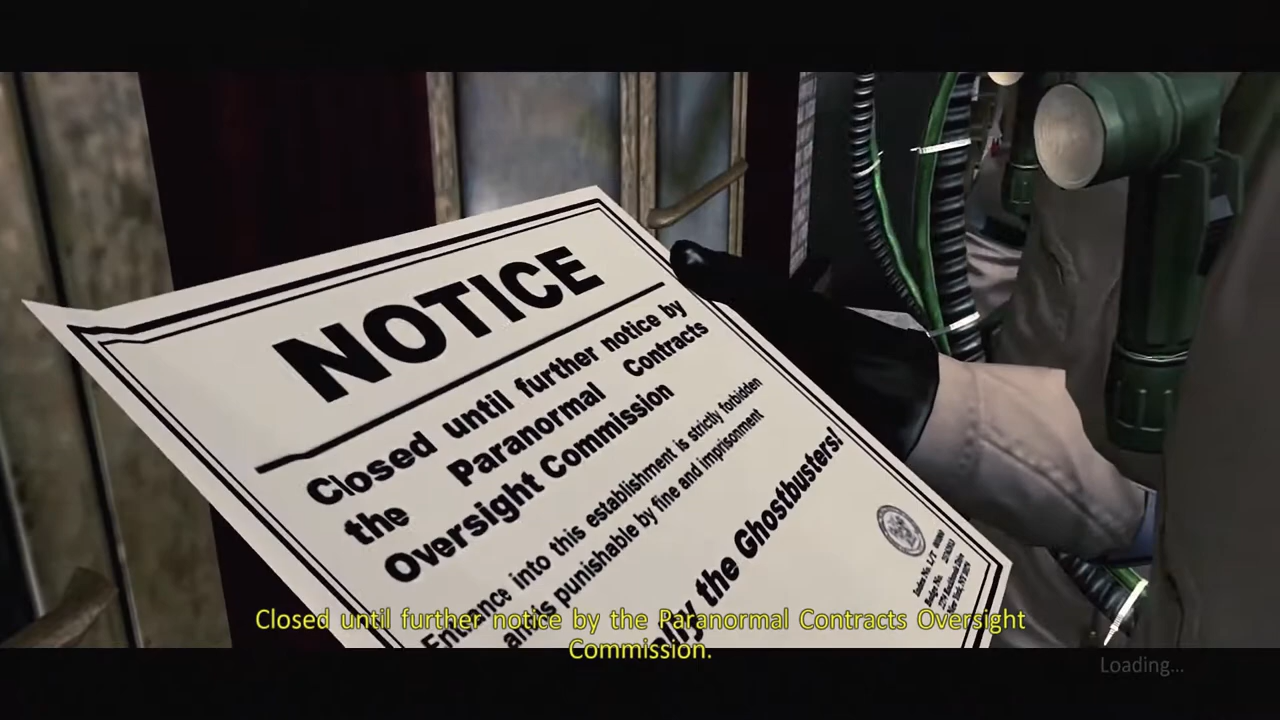 NOTICE
Closed until further notice by
the Paranormal Contracts
Oversight Commission
Entrance into this establishment is strictly forbidden
and is punishable by fine and imprisonment
the Ghostbusters!
Closed until further notice by the Paranormal Contracts Oversight
Commission.
Loading...